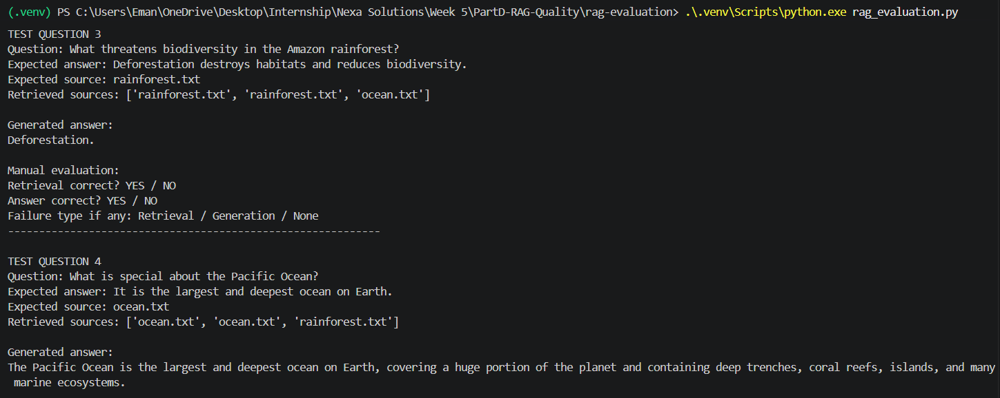 (.venv) PS C:\Users\Eman\OneDrive\Desktop\Internship\Nexa Solutions\Week 5\PartD-RAG-Quality\rag-evaluation> .\.venv\Scripts\python.exe rag_evaluation.py
TEST QUESTION 3
Question: What threatens biodiversity in the Amazon rainforest?
Expected answer: Deforestation destroys habitats and reduces biodiversity.
Expected source: rainforest.txt
Retrieved sources: ['rainforest.txt', 'rainforest.txt', 'ocean.txt']
Generated answer:
Deforestation.
Manual evaluation:
Retrieval correct? YES / NO
Answer correct? YES / NO
Failure type if any: Retrieval / Generation / None
------------------------------------------------------------
TEST QUESTION 4
Question: What is special about the Pacific Ocean?
Expected answer: It is the largest and deepest ocean on Earth.
Expected source: ocean.txt
Retrieved sources: ['ocean.txt', 'ocean.txt', 'rainforest.txt']
Generated answer:
The Pacific Ocean is the largest and deepest ocean on Earth, covering a huge portion of the planet and containing deep trenches, coral reefs, islands, and many
marine ecosystems.